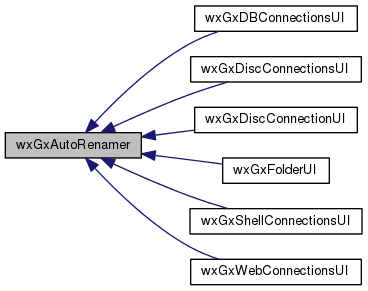 wxGxDBConnectionsUI
wxGxDiscConnectionsUI
wxGxDiscConnectionUI
wxGxAutoRenamer
wxGxFolderUI
wxGxShellConnectionsUI
wxGxWebConnectionsUI